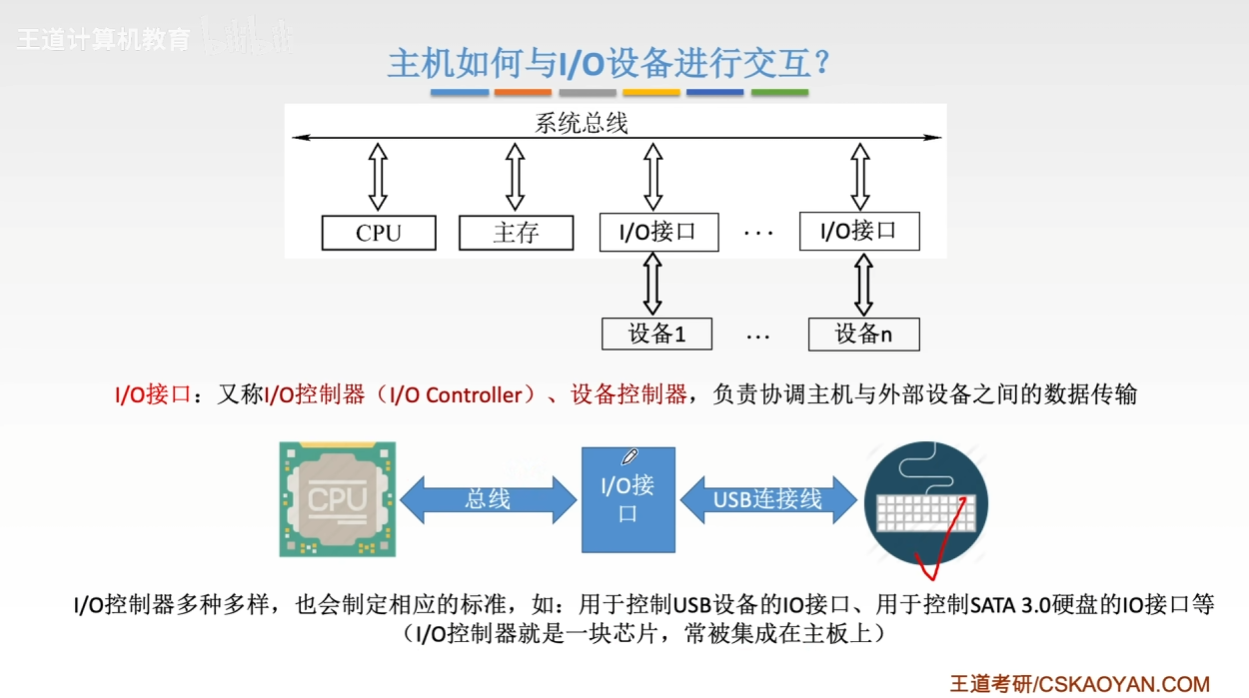 王道计算机教育
主机如何与I/O设备进行交互？
系统总线
CPU 主存 I/O接口 ··· I/O接口
设备1 ··· 设备n
I/O接口：又称I/O控制器（I/O Controller）、设备控制器，负责协调主机与外部设备之间的数据传输
CPU 总线 I/O接
口 USB连接线
I/O控制器多种多样，也会制定相应的标准，如：用于控制USB设备的IO接口、用于控制SATA 3.0硬盘的IO接口等
（I/O控制器就是一块芯片，常被集成在主板上）
王道考研/CSKAOYAN.COM